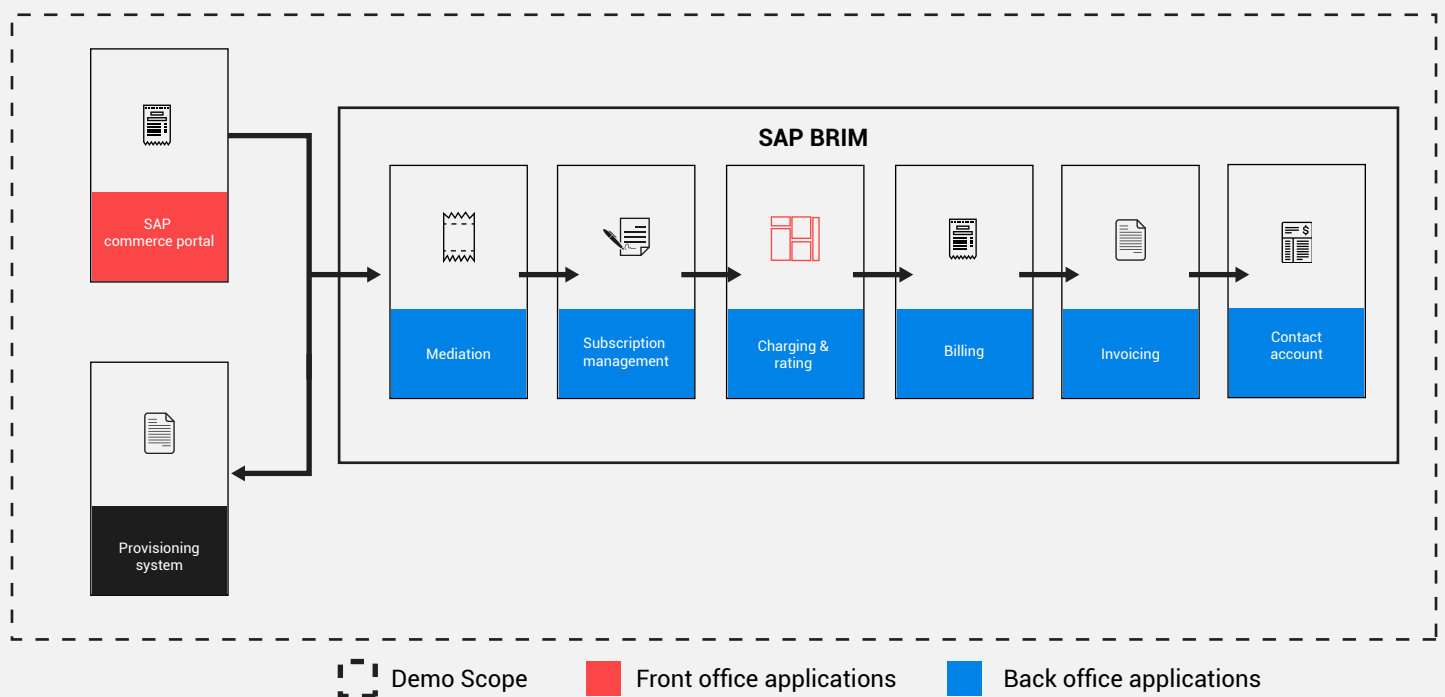 SAP
commerce portal
Provisioning
system
SAP BRIM
Mediation
Subscription
management
Charging &
rating
Billing
Invoicing
Contact
account
Demo Scope
Front office applications
Back office applications